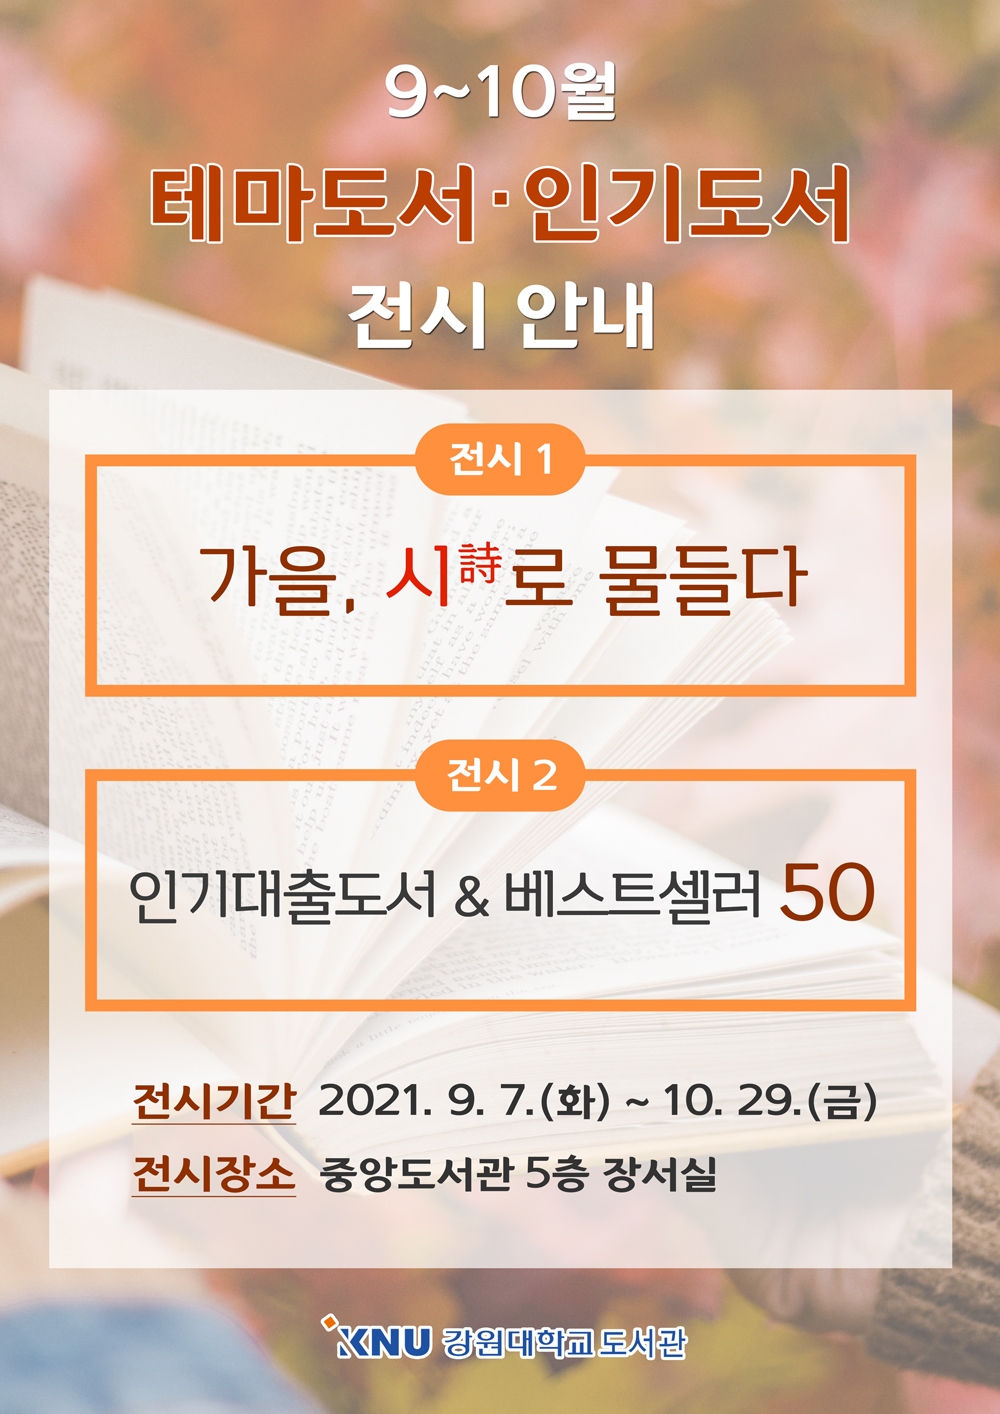 9~10월
테마도서·인기도서
전시 안내
전시 1
가을, 시詩로 물들다
전시 2
인기대출도서 & 베스트셀러 50
전시기간 2021. 9. 7.(화) ~ 10. 29.(금)
전시장소 중앙도서관 5층 장서실
KNU 강원대학교도서관